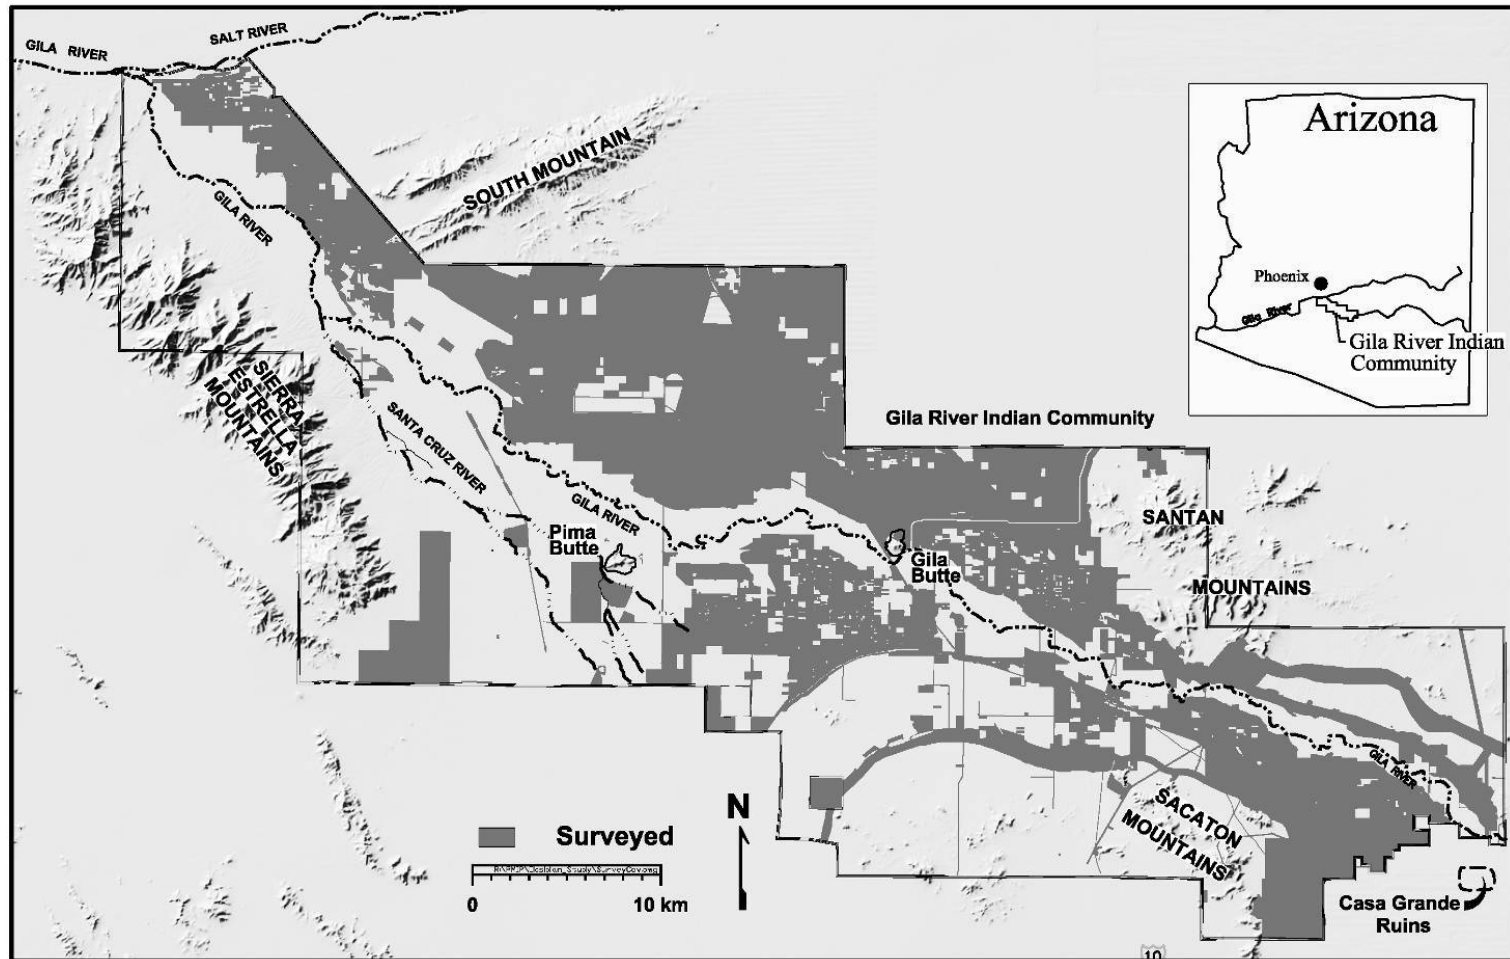 SALT RIVER
GILA RIVER
SOUTH MOUNTAIN
GILA RIVER
Arizona
Phoenix
Gila River
Gila River Indian
Community
SIERRA
ESTRELLA
MOUNTAINS
SANTA CRUZ RIVER
Gila River Indian Community
GILA RIVER
Pima
Butte
Gila
Butte
SANTAN
MOUNTAINS
GILA RIVER
SACATON
MOUNTAINS
N
Surveyed
0 10 km
Casa Grande
Ruins
10